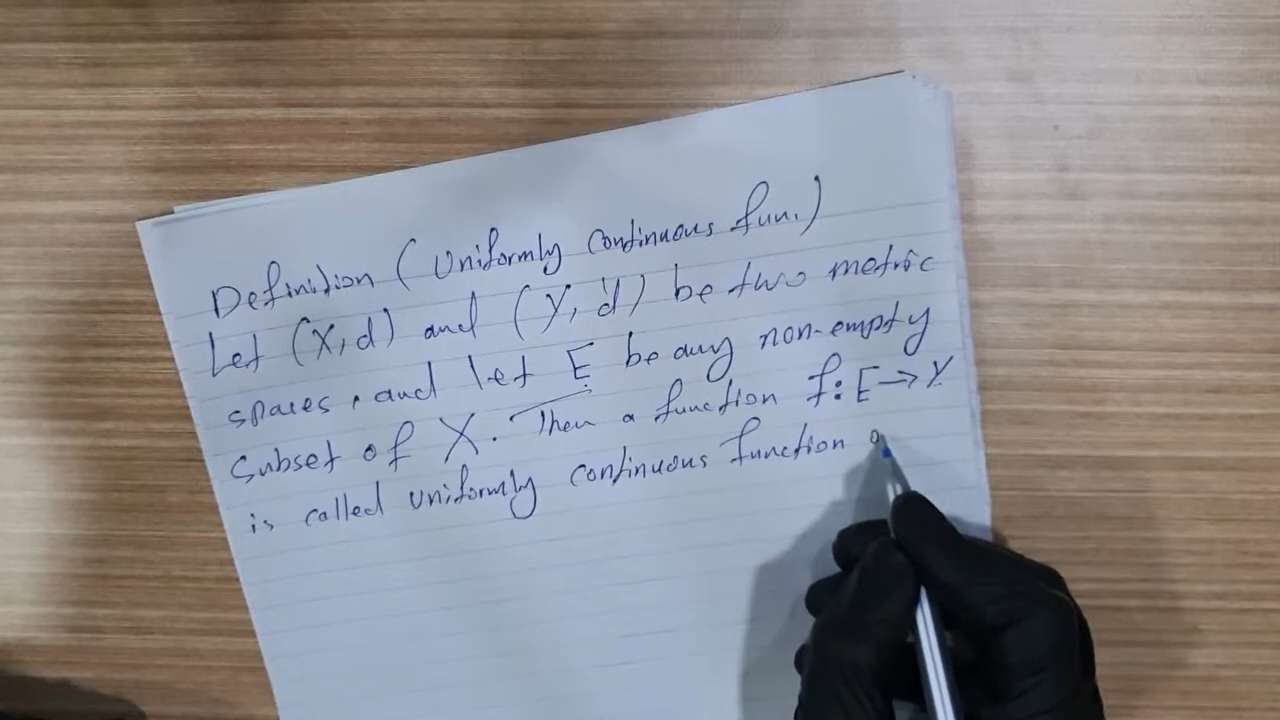 Definition (Uniformly Continuous fun.)
Let (X,d) and (Y,d') be two metric
spaces, and let E be any non-empty
subset of X. Then a function f:E→Y
is called uniformly continuous function o